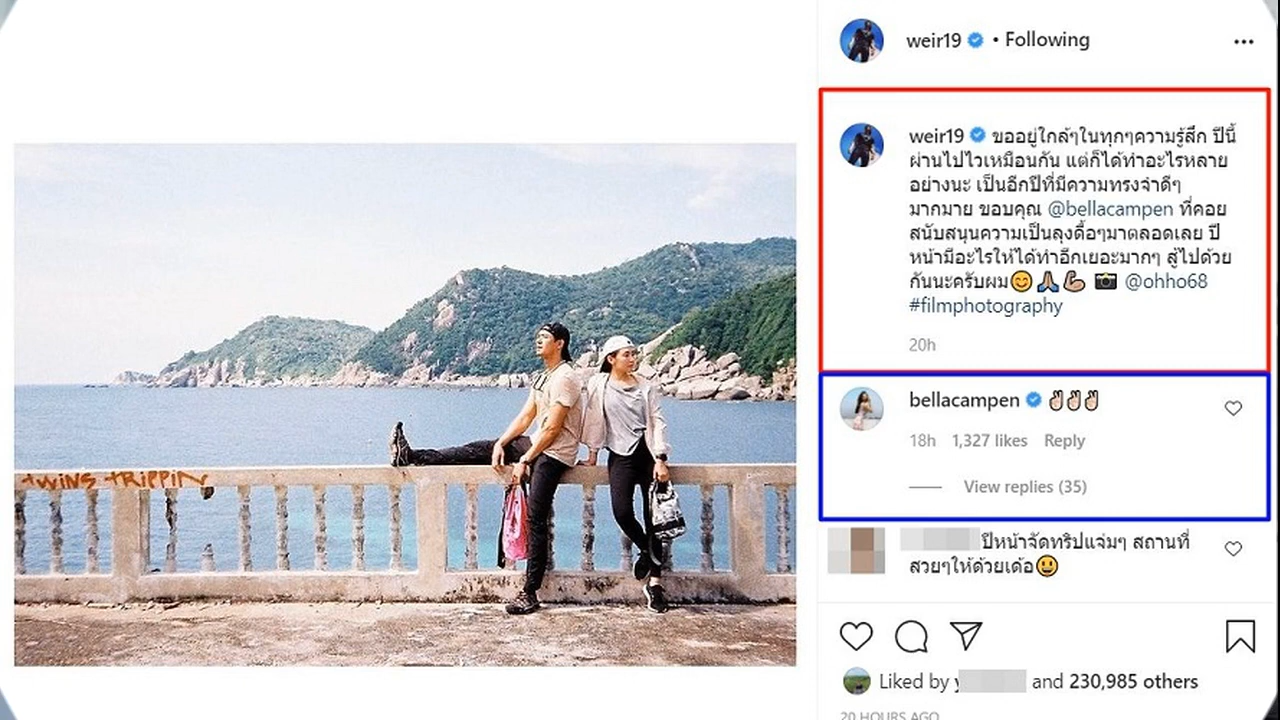 weir19 • Following
weir19 ขออยู่ใกล้ๆในทุกๆความรู้สึก ปีนี้
ผ่านไปไวเหมือนกัน แต่ก็ได้ทำอะไรหลาย
อย่างนะ เป็นอีกปีที่มีความทรงจำดีๆ
มากมาย ขอบคุณ @bellacampen ที่คอย
สนับสนุนความเป็นลุงดื้อๆมาตลอดเลย ปี
หน้ามีอะไรให้ได้ทำอีกเยอะมากๆ สู้ไปด้วย
กันนะครับผม😊🙏🏼💪🏼 📸 @ohho68
#filmphotography
20h
bellacampen ✌🏻✌🏻✌🏻
18h 1,327 likes Reply
View replies (35)
ปีหน้าจัดทริปแจ่มๆ สถานที่
สวยๆให้ด้วยเด้อ😃
Liked by and 230,985 others
20 HOURS AGO
TWINS TRIPPIN